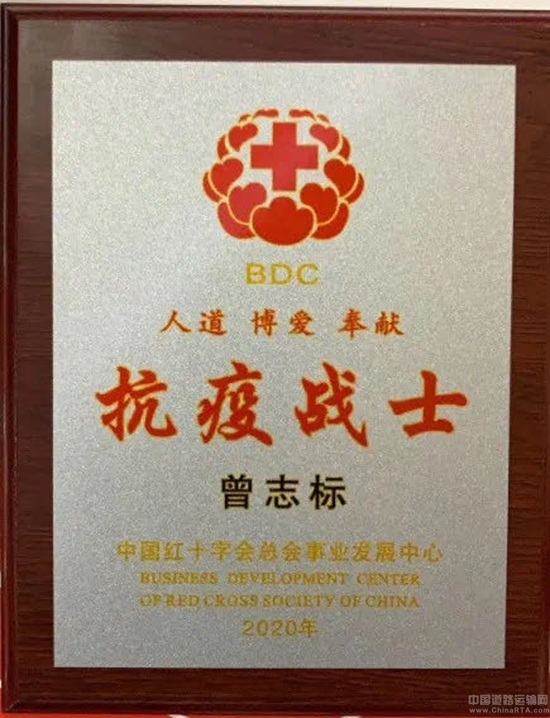 BDC
人道 博爱 奉献
抗疫战士
曾志标
中国红十字会总会事业发展中心
BUSINESS DEVELOPMENT CENTER
OF RED CROSS SOCIETY OF CHINA
2020年
中国道路运输网
www.ChinaRTA.com